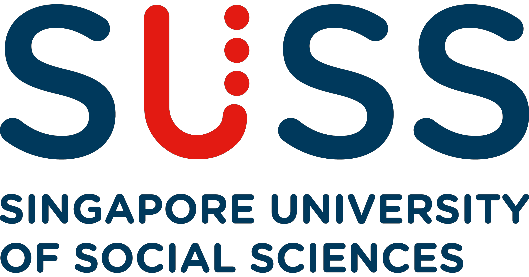 SUSS
SINGAPORE UNIVERSITY
OF SOCIAL SCIENCES